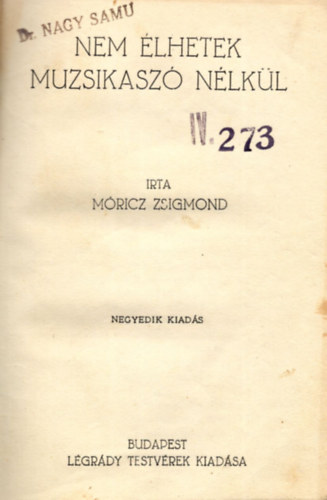 Dr. NAGY SAMU
NEM ÉLHETEK
MUZSIKASZÓ NÉLKÜL
IV. 273
IRTA
MÓRICZ ZSIGMOND
NEGYEDIK KIADÁS
BUDAPEST
LÉGRÁDY TESTVÉREK KIADÁSA